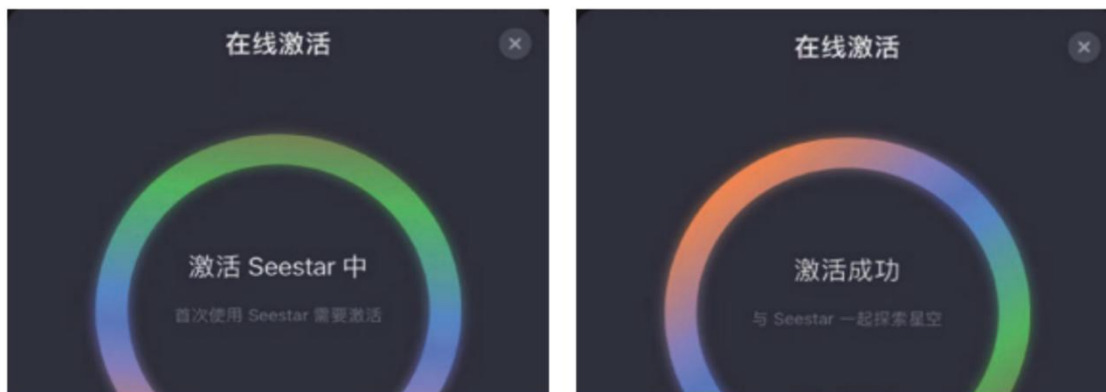 在线激活
激活 Seestar 中
首次使用 Seestar 需要激活
在线激活
激活成功
与 Seestar 一起探索星空